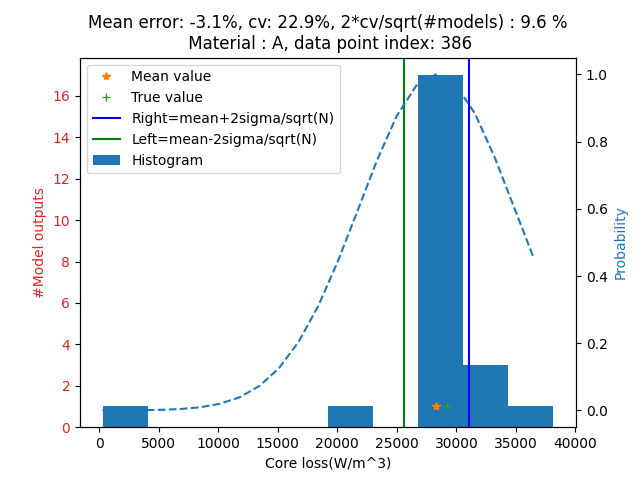 Mean error: -3.1%, cv: 22.9%, 2*cv/sqrt(#models) : 9.6 %
Material : A, data point index: 386
Mean value
True value
Right=mean+2sigma/sqrt(N)
Left=mean-2sigma/sqrt(N)
Histogram
16
14
12
10
8
6
4
2
0
#Model outputs
1.0
0.8
0.6
0.4
0.2
0.0
Probability
0 5000 10000 15000 20000 25000 30000 35000 40000
Core loss(W/m^3)